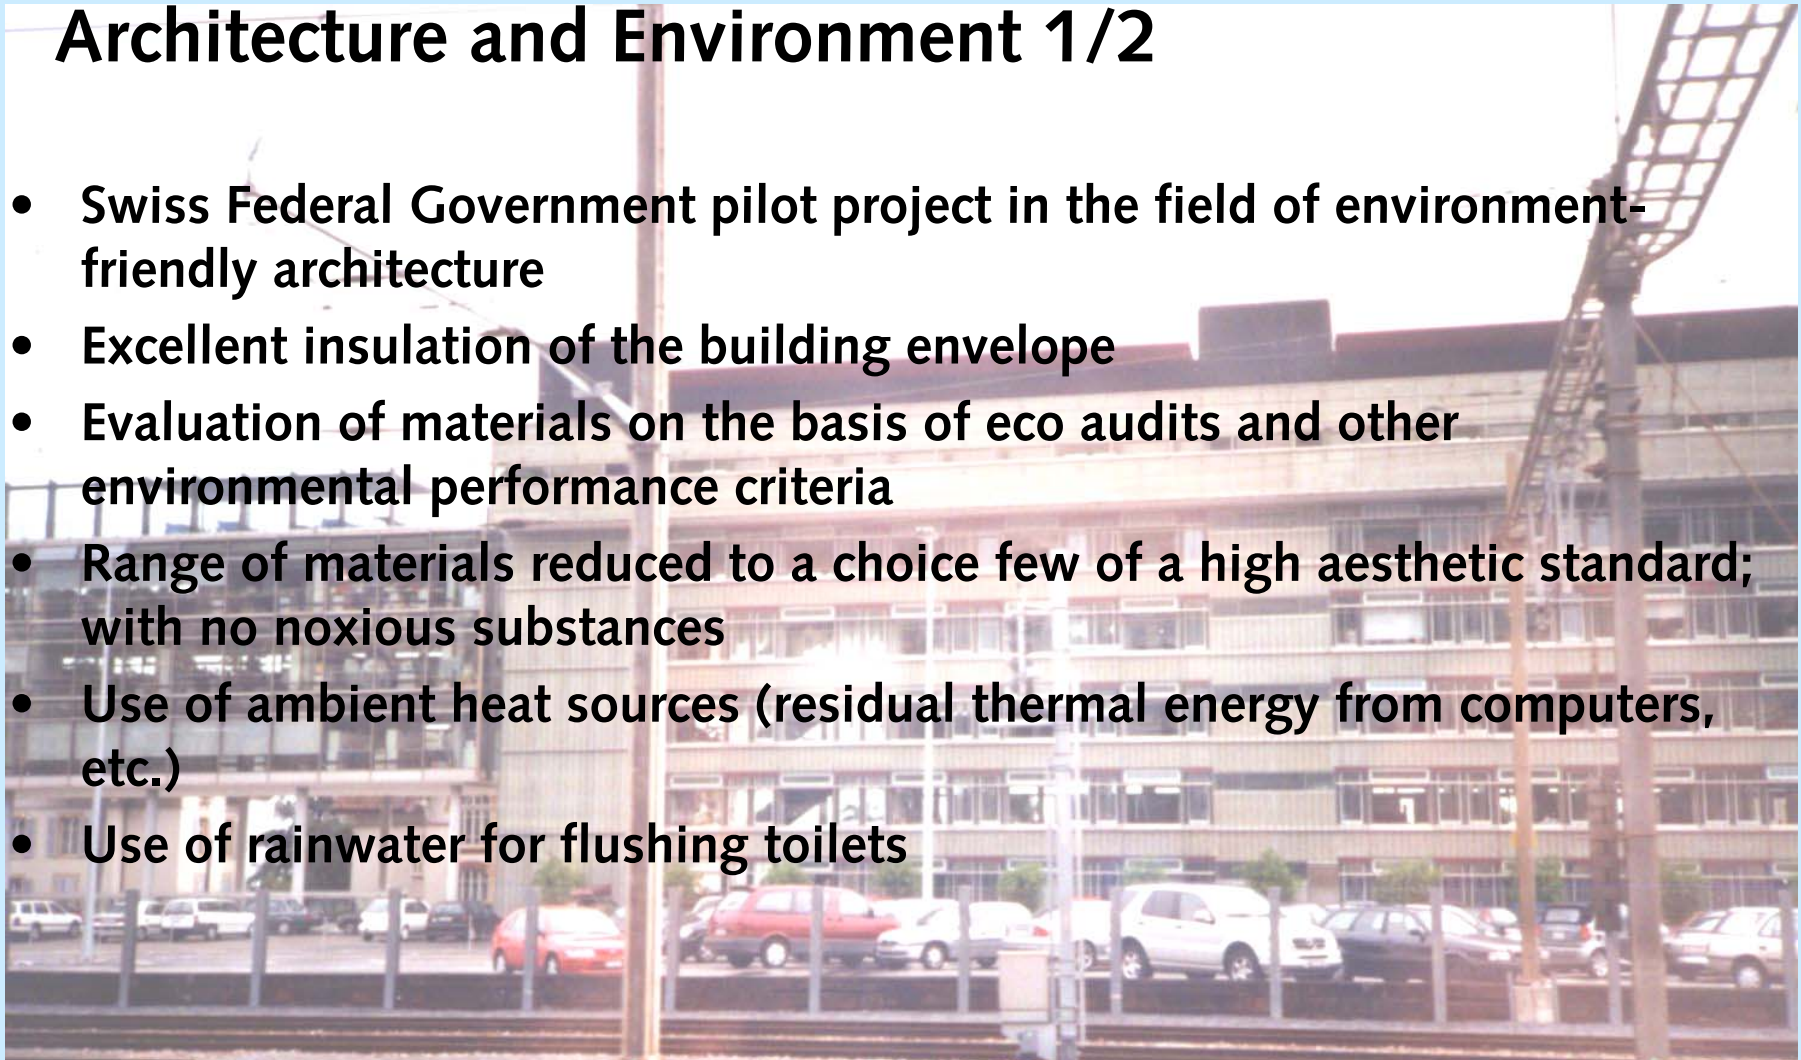 Architecture and Environment 1/2
• Swiss Federal Government pilot project in the field of environment-
friendly architecture
• Excellent insulation of the building envelope
• Evaluation of materials on the basis of eco audits and other
environmental performance criteria
• Range of materials reduced to a choice few of a high aesthetic standard;
with no noxious substances
• Use of ambient heat sources (residual thermal energy from computers,
etc.)
• Use of rainwater for flushing toilets